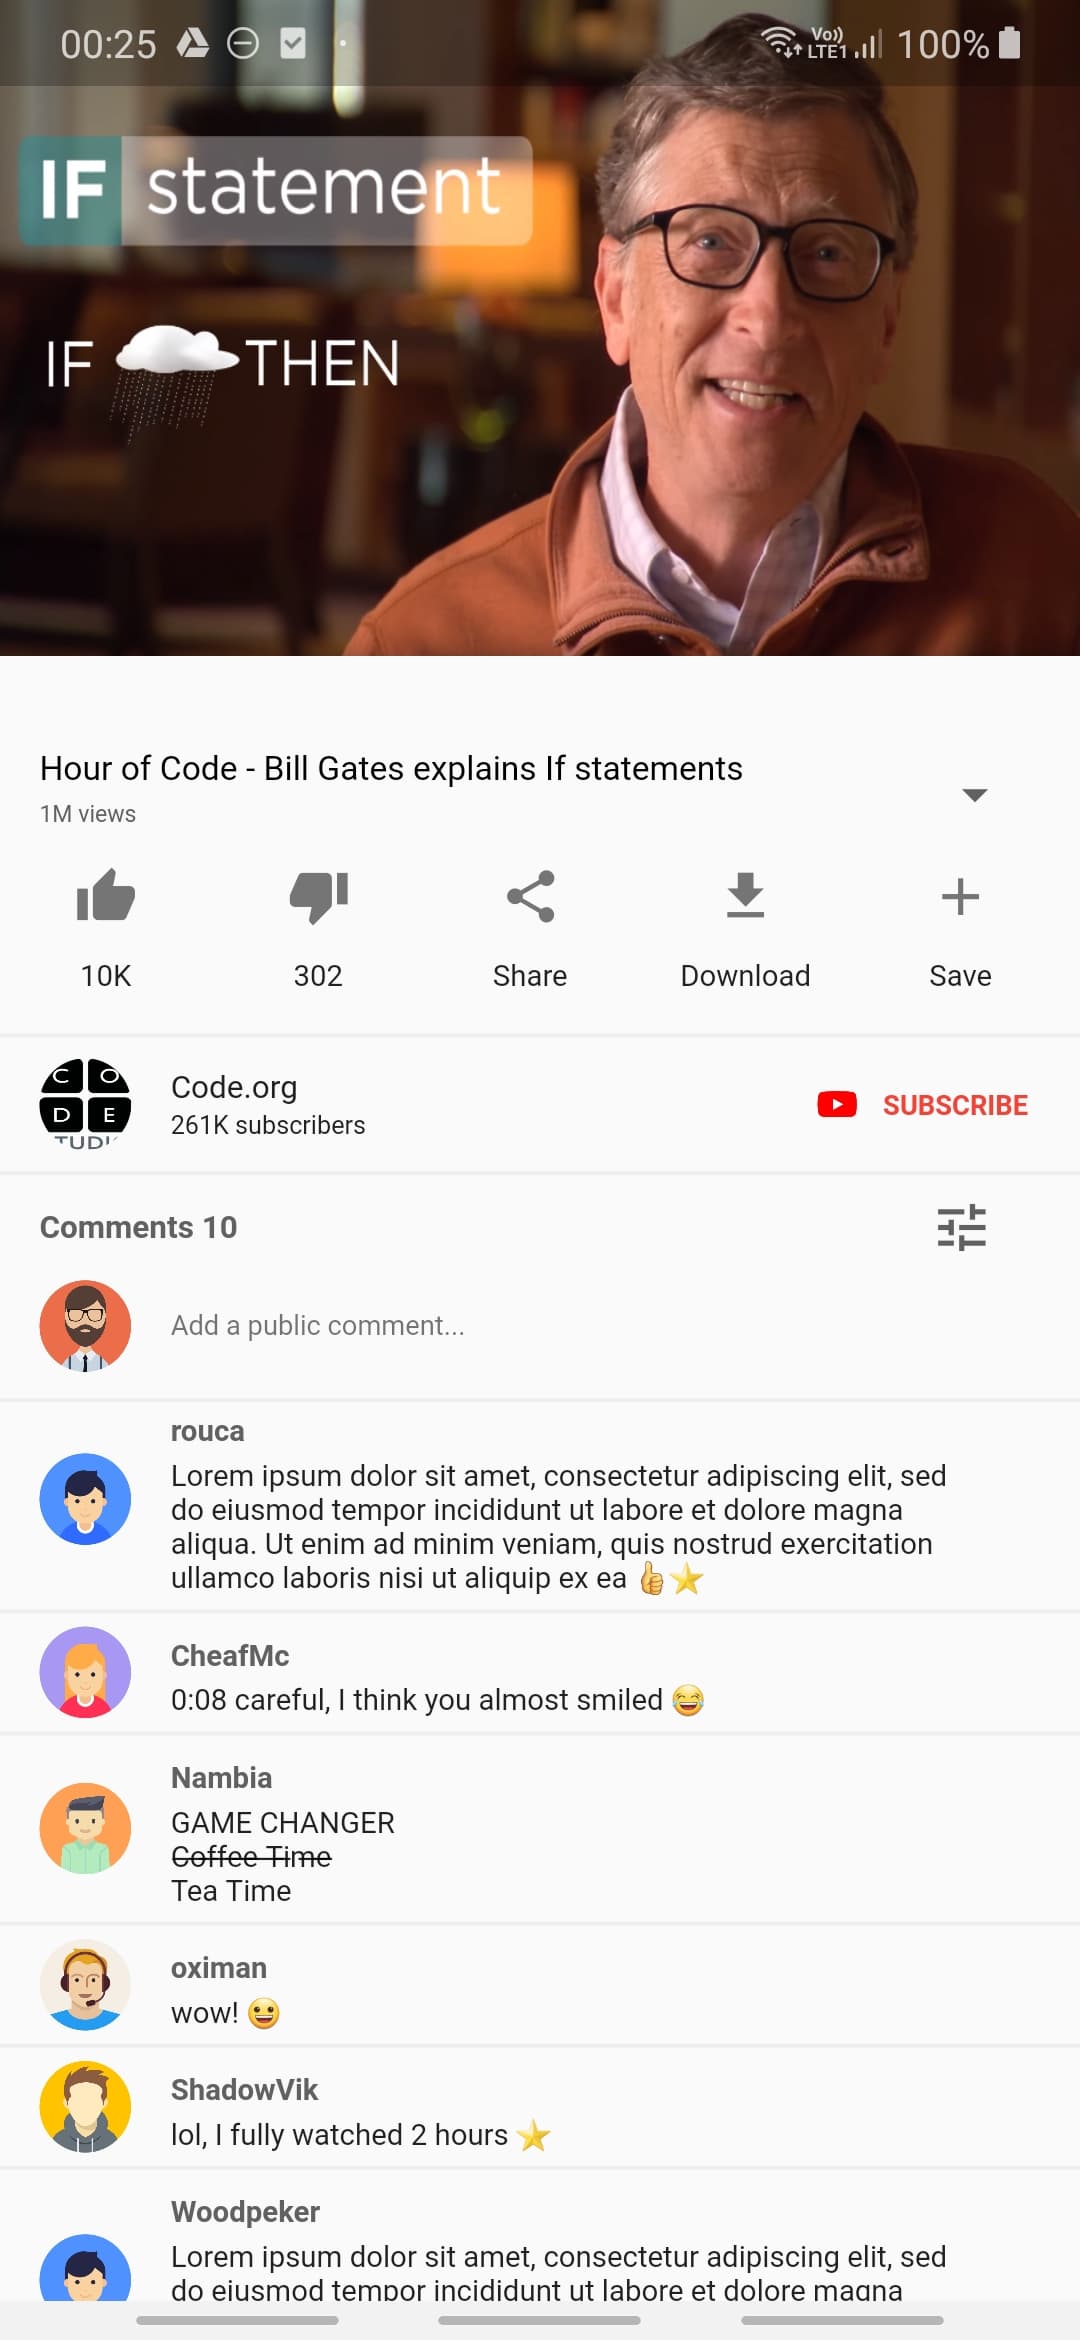 00:25
Vo))
LTE1
100%
IF statement
IF THEN
Hour of Code - Bill Gates explains If statements
1M views
10K
302
Share
Download
Save
C O
D E
Code.org
261K subscribers
SUBSCRIBE
Comments 10
Add a public comment...
rouca
Lorem ipsum dolor sit amet, consectetur adipiscing elit, sed
do eiusmod tempor incididunt ut labore et dolore magna
aliqua. Ut enim ad minim veniam, quis nostrud exercitation
ullamco laboris nisi ut aliquip ex ea 👍⭐
CheafMc
0:08 careful, I think you almost smiled 😂
Nambia
GAME CHANGER
Coffee Time
Tea Time
oximan
wow! 😀
ShadowVik
lol, I fully watched 2 hours ⭐
Woodpeker
Lorem ipsum dolor sit amet, consectetur adipiscing elit, sed
do eiusmod tempor incididunt ut labore et dolore magna